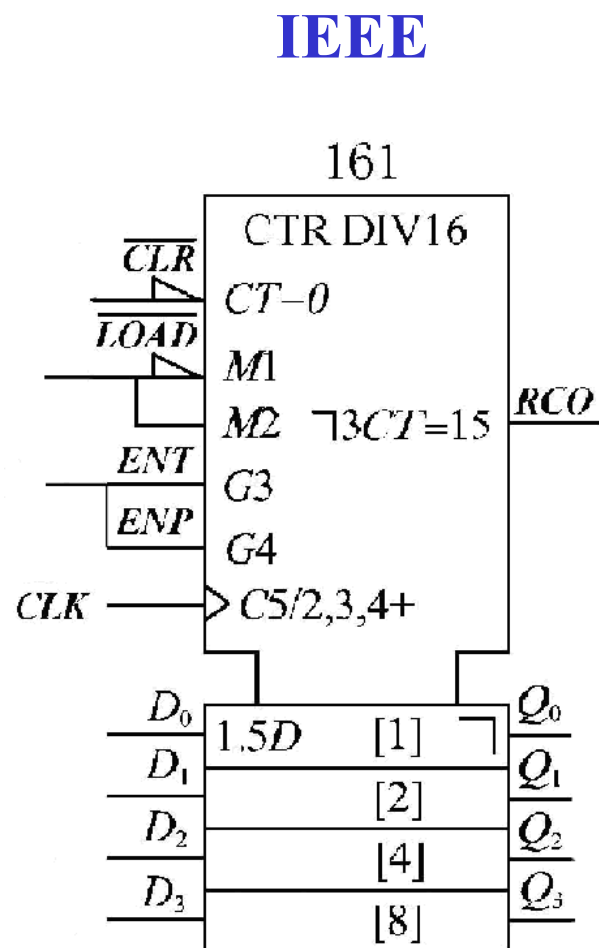 IEEE
161
CTR DIV16
CLR
CT–0
LOAD
M1
M2
⌝3CT=15
RCO
ENT
G3
ENP
G4
CLK
C5/2,3,4+
D₀
1.5D
[1]
⌝
Q₀
D₁
[2]
Q₁
D₂
[4]
Q₂
D₃
[8]
Q₃